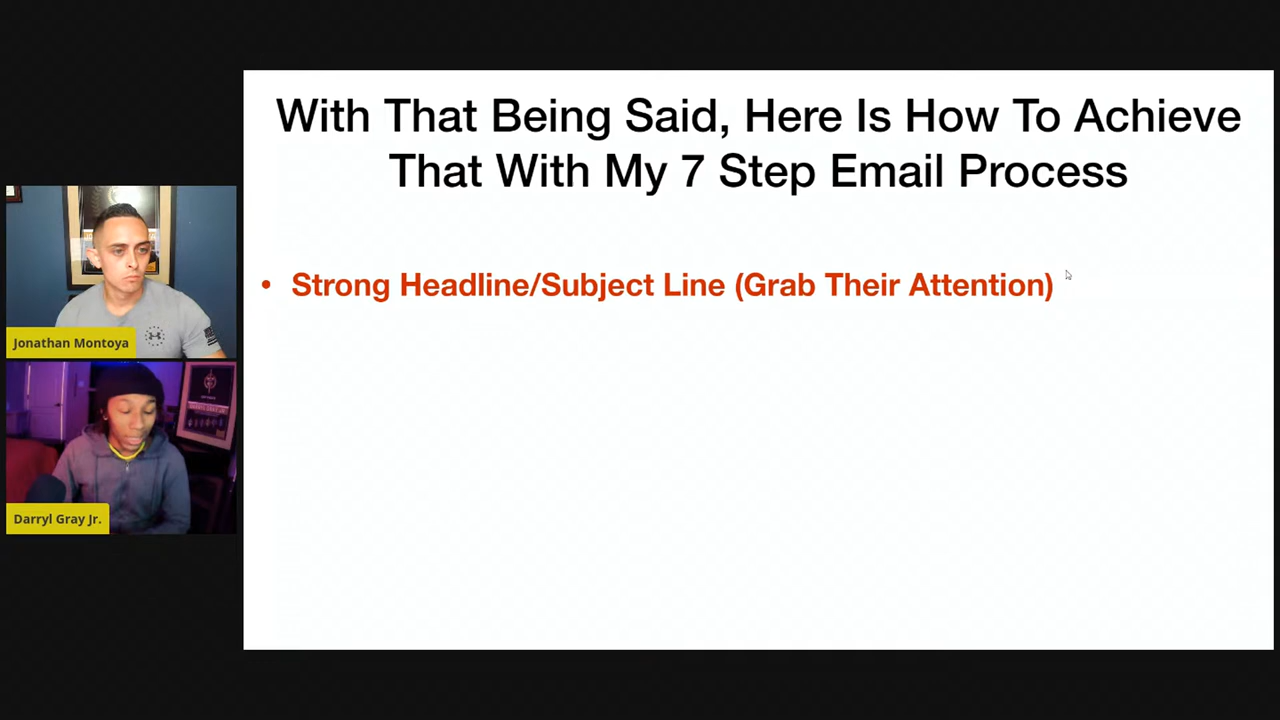 With That Being Said, Here Is How To Achieve
That With My 7 Step Email Process
• Strong Headline/Subject Line (Grab Their Attention)
Jonathan Montoya
Darryl Gray Jr.